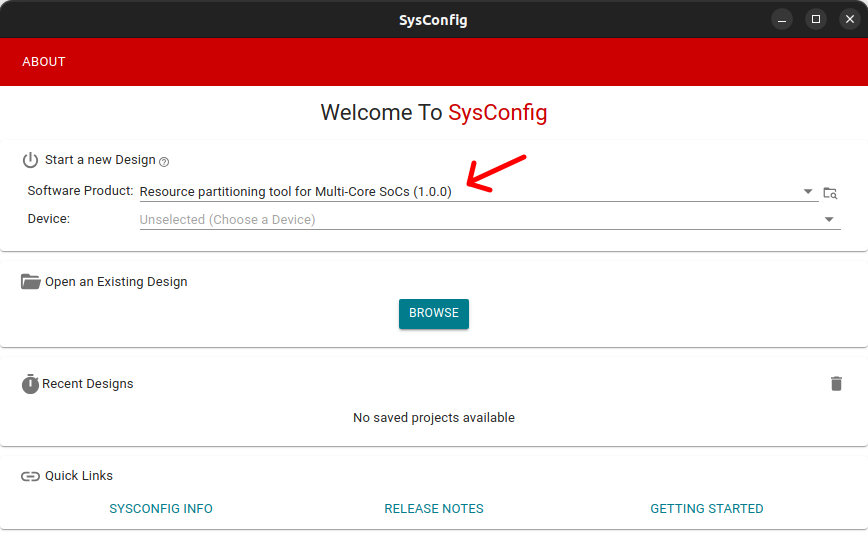 SysConfig
ABOUT
Welcome To SysConfig
Start a new Design
Software Product: Resource partitioning tool for Multi-Core SoCs (1.0.0)
Device: Unselected (Choose a Device)
Open an Existing Design
BROWSE
Recent Designs
No saved projects available
Quick Links
SYSCONFIG INFO RELEASE NOTES GETTING STARTED